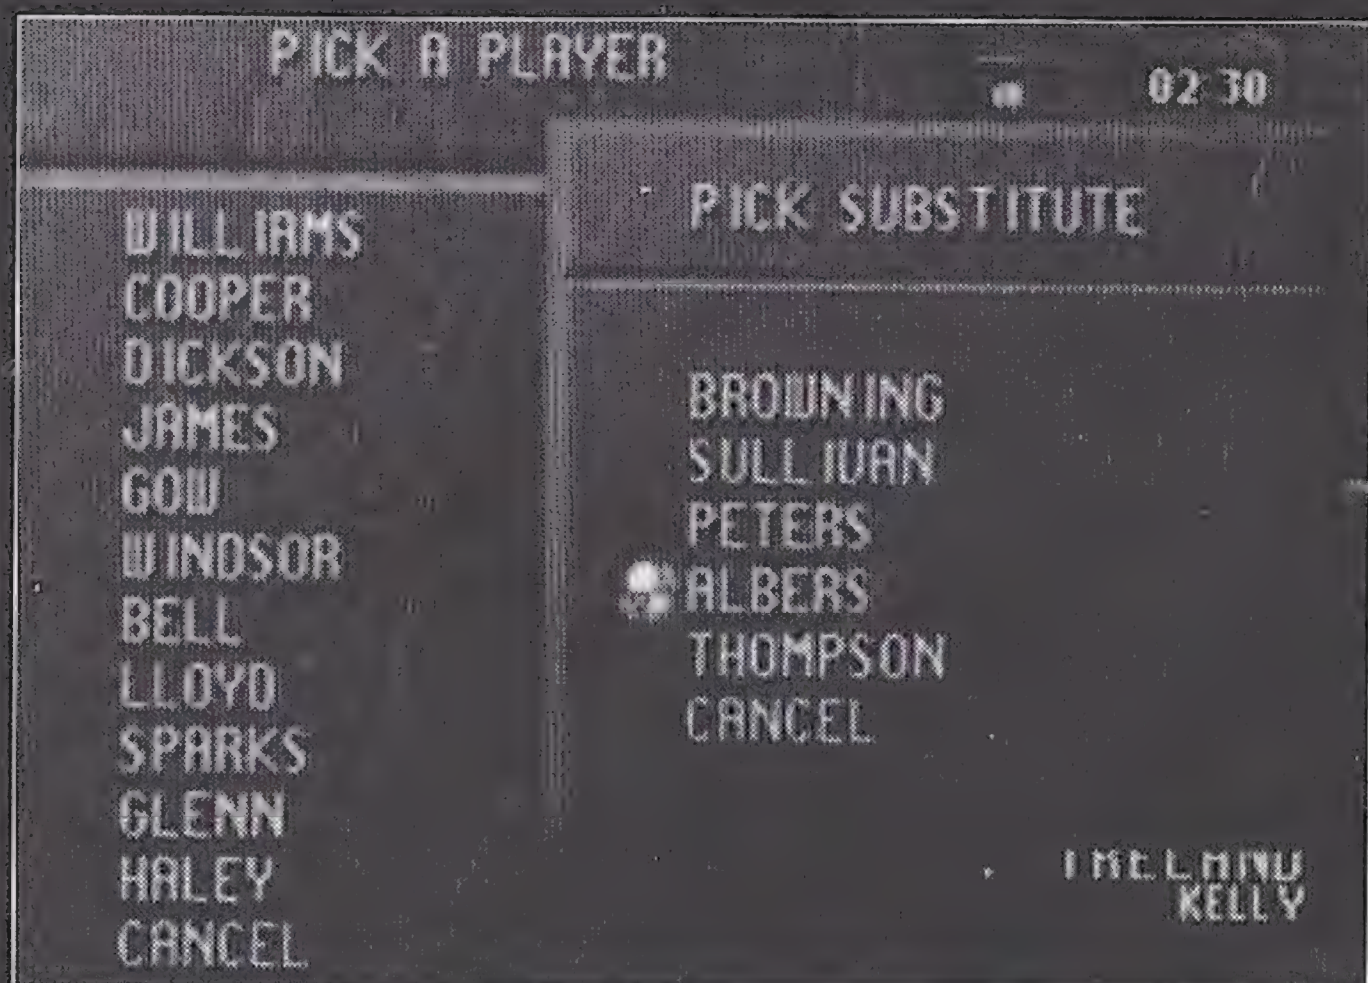 PICK A PLAYER
02:30
WILLIAMS
COOPER
DICKSON
JAMES
GOW
WINDSOR
BELL
LLOYD
SPARKS
GLENN
HALEY
CANCEL
PICK SUBSTITUTE
BROWNING
SULLIVAN
PETERS
ALBERS
THOMPSON
CANCEL
IRELAND
KELLY